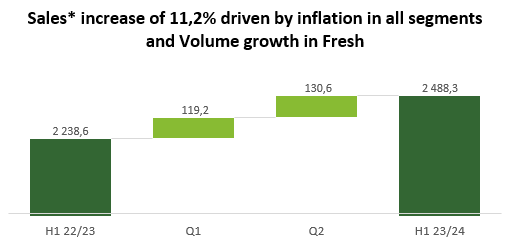 Sales* increase of 11,2% driven by inflation in all segments
and Volume growth in Fresh
2 238,6
119,2
130,6
2 488,3
H1 22/23
Q1
Q2
H1 23/24